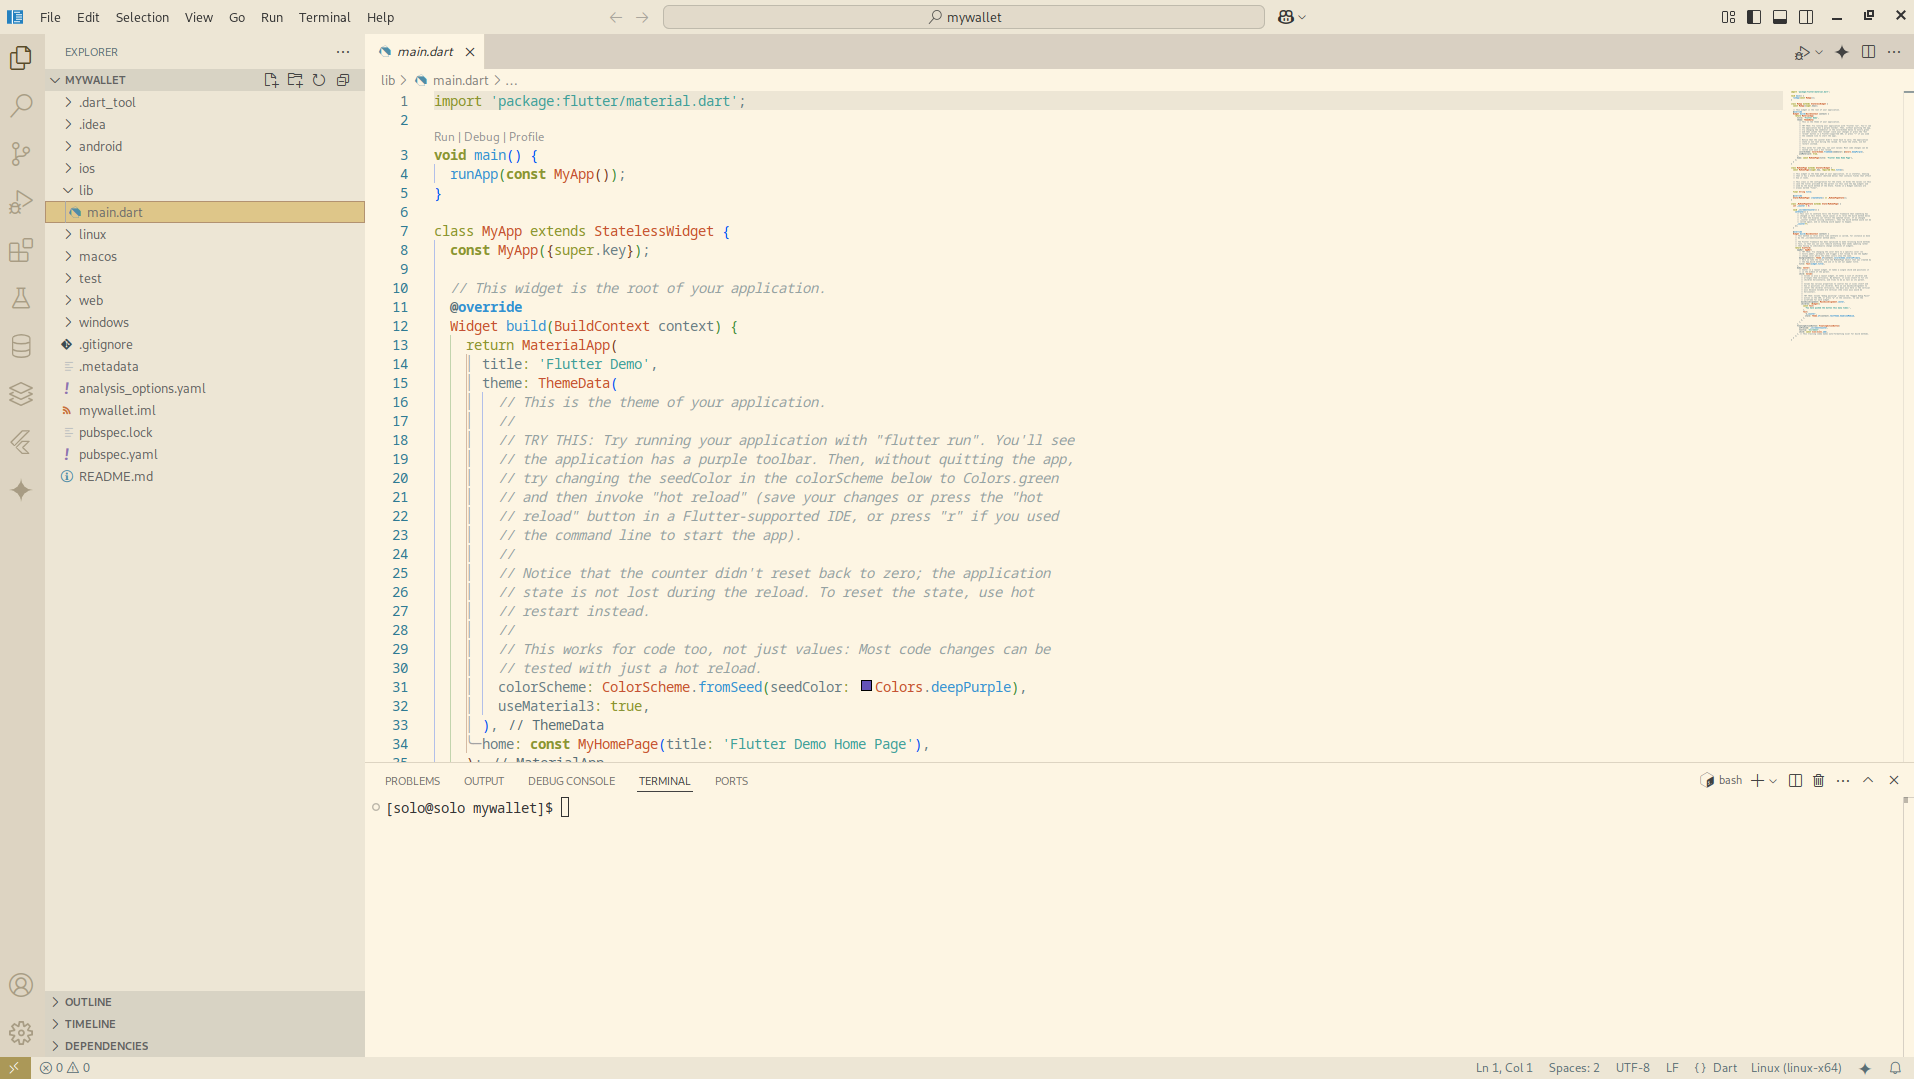 File Edit Selection View Go Run Terminal Help
mywallet
EXPLORER
MYWALLET
.dart_tool
.idea
android
ios
lib
main.dart
linux
macos
test
web
windows
.gitignore
.metadata
analysis_options.yaml
mywallet.iml
pubspec.lock
pubspec.yaml
README.md
OUTLINE
TIMELINE
DEPENDENCIES
main.dart
lib > main.dart > ...
1 import 'package:flutter/material.dart';
2
Run | Debug | Profile
3 void main() {
4 runApp(const MyApp());
5 }
6
7 class MyApp extends StatelessWidget {
8 const MyApp({super.key});
9
10 // This widget is the root of your application.
11 @override
12 Widget build(BuildContext context) {
13 return MaterialApp(
14 title: 'Flutter Demo',
15 theme: ThemeData(
16 // This is the theme of your application.
17 //
18 // TRY THIS: Try running your application with "flutter run". You'll see
19 // the application has a purple toolbar. Then, without quitting the app,
20 // try changing the seedColor in the colorScheme below to Colors.green
21 // and then invoke "hot reload" (save your changes or press the "hot
22 // reload" button in a Flutter-supported IDE, or press "r" if you used
23 // the command line to start the app).
24 //
25 // Notice that the counter didn't reset back to zero; the application
26 // state is not lost during the reload. To reset the state, use hot
27 // restart instead.
28 //
29 // This works for code too, not just values: Most code changes can be
30 // tested with just a hot reload.
31 colorScheme: ColorScheme.fromSeed(seedColor: Colors.deepPurple),
32 useMaterial3: true,
33 ), // ThemeData
34 home: const MyHomePage(title: 'Flutter Demo Home Page'),
35 ); // MaterialApp
PROBLEMS OUTPUT DEBUG CONSOLE TERMINAL PORTS
bash
[solo@solo mywallet]$
0 0
Ln 1, Col 1 Spaces: 2 UTF-8 LF {} Dart Linux (linux-x64)